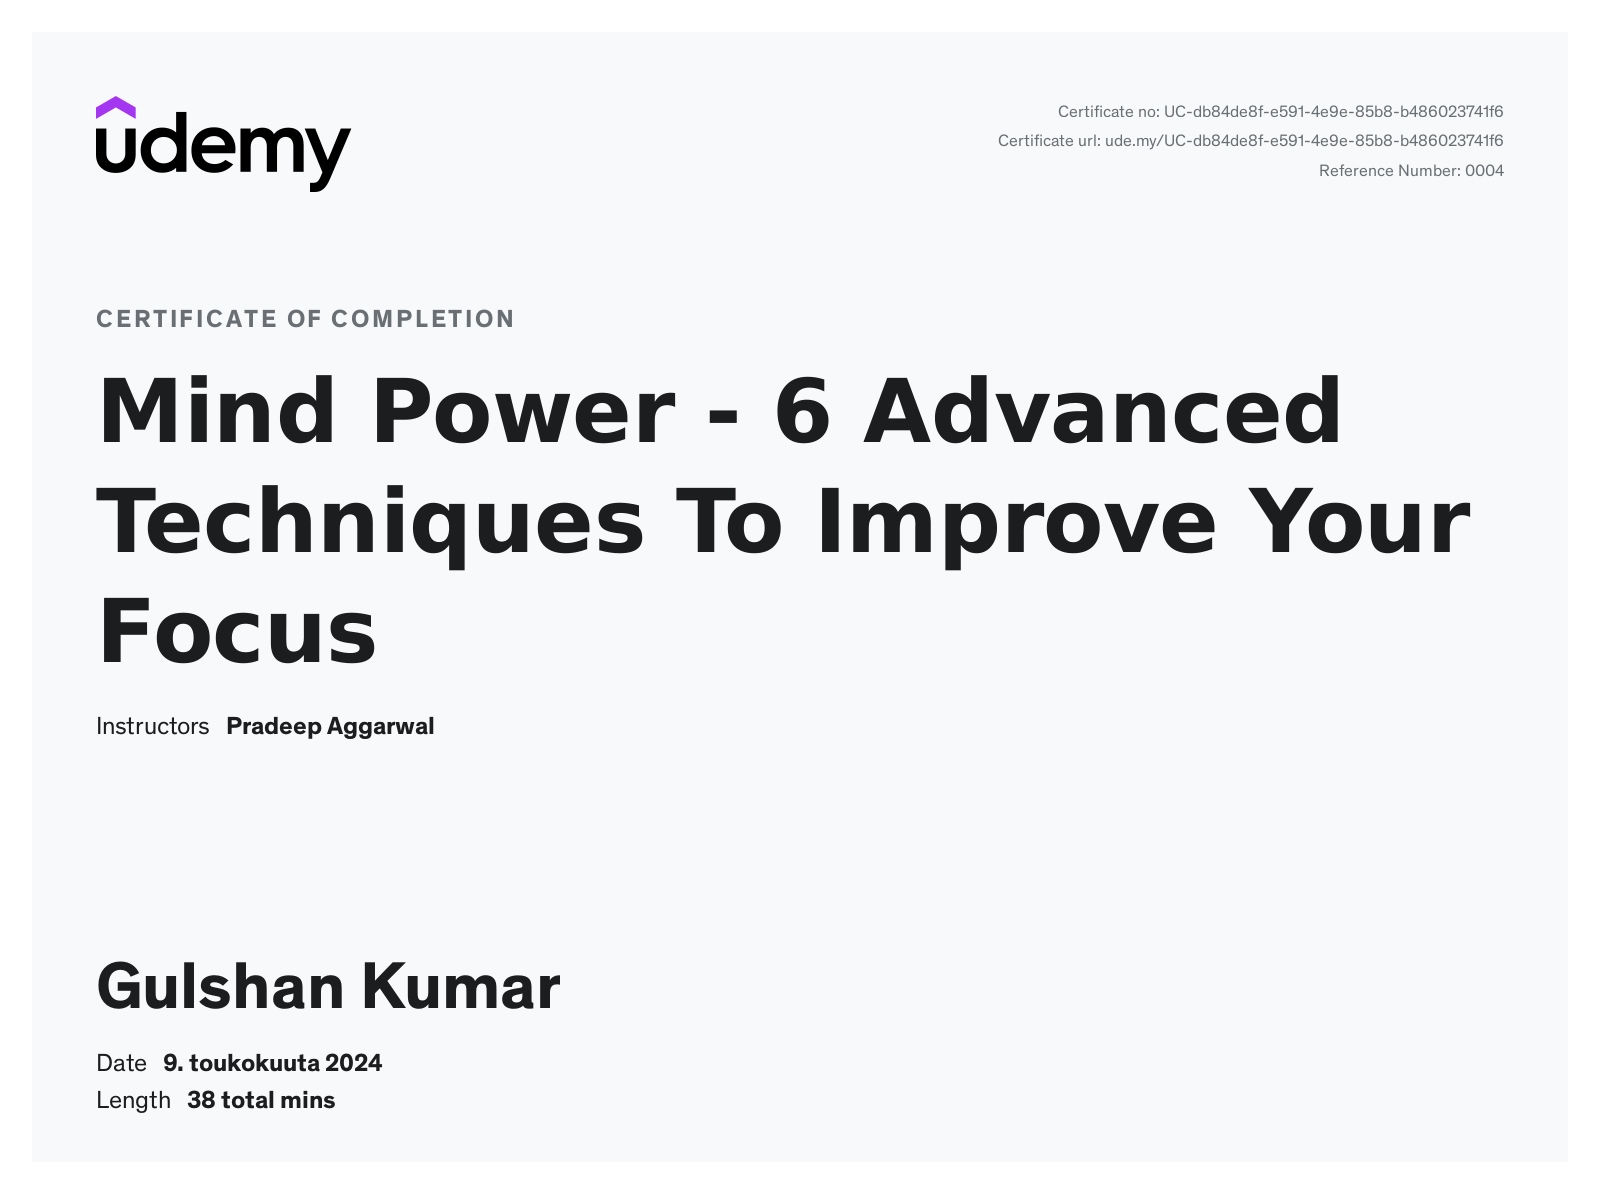 udemy
Certificate no: UC-db84de8f-e591-4e9e-85b8-b486023741f6
Certificate url: ude.my/UC-db84de8f-e591-4e9e-85b8-b486023741f6
Reference Number: 0004
CERTIFICATE OF COMPLETION
Mind Power - 6 Advanced
Techniques To Improve Your
Focus
Instructors Pradeep Aggarwal
Gulshan Kumar
Date 9. toukokuuta 2024
Length 38 total mins